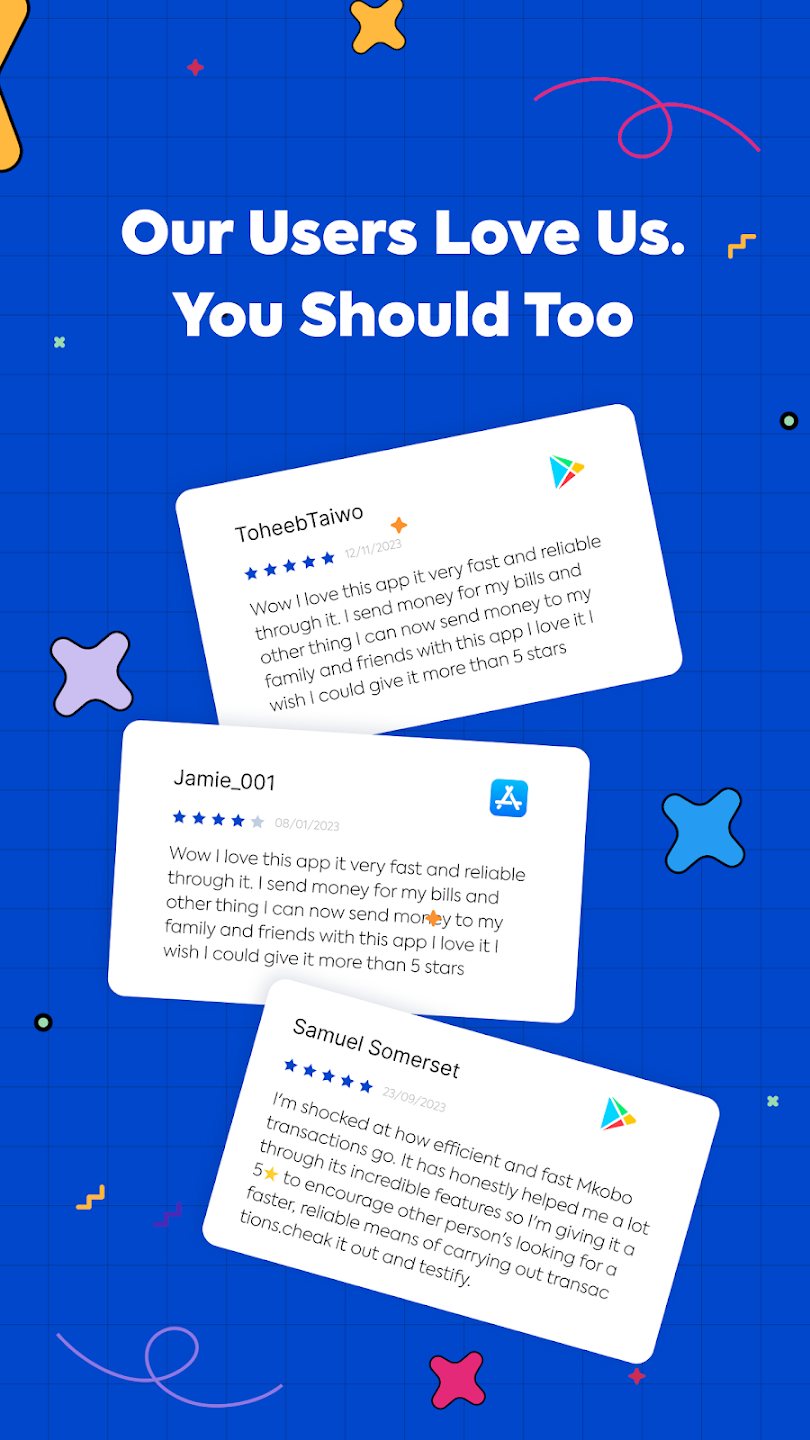 Our Users Love Us.
You Should Too
ToheebTaiwo
12/11/2023
Wow I love this app it very fast and reliable
through it. I send money for my bills and
other thing I can now send money to my
family and friends with this app I love it I
wish I could give it more than 5 stars
Jamie_001
08/01/2023
Wow I love this app it very fast and reliable
through it. I send money for my bills and
other thing I can now send money to my
family and friends with this app I love it I
wish I could give it more than 5 stars
Samuel Somerset
23/09/2023
I'm shocked at how efficient and fast Mkobo
transactions go. It has honestly helped me a lot
through its incredible features so I'm giving it a
5⭐ to encourage other person's looking for a
faster, reliable means of carrying out transac
tions.cheak it out and testify.